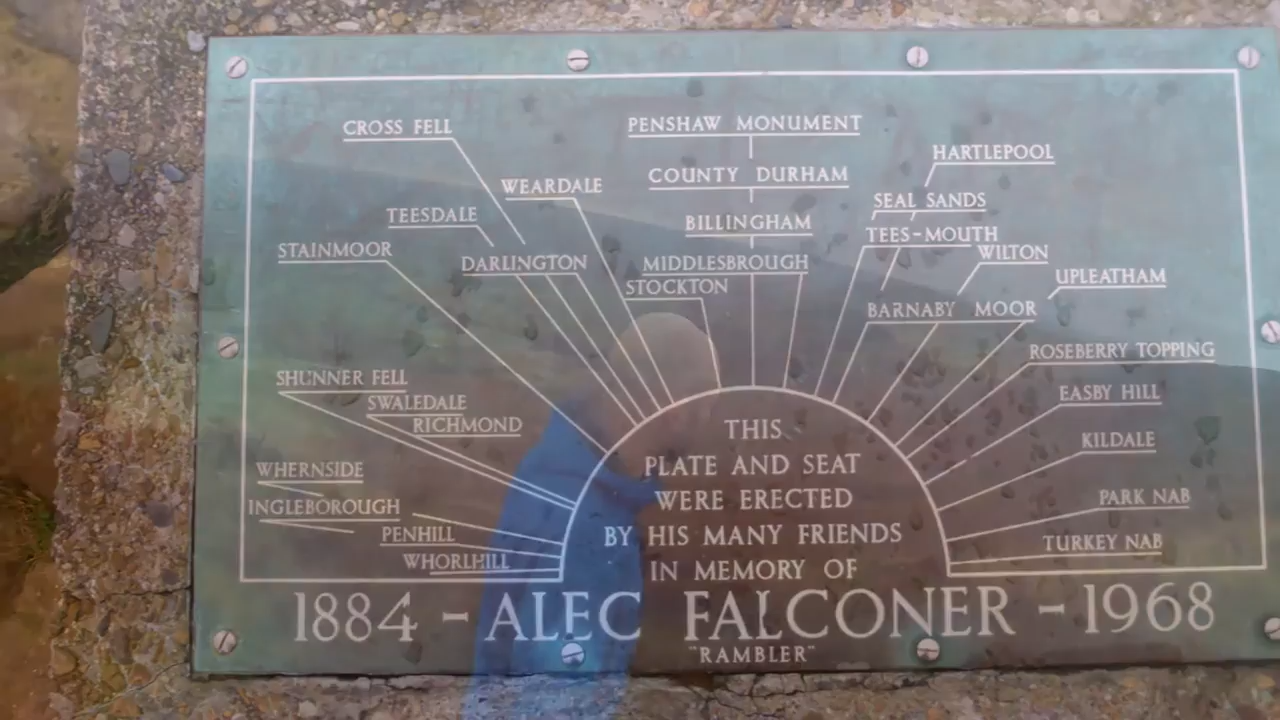 CROSS FELL
PENSHAW MONUMENT
HARTLEPOOL
WEARDALE
COUNTY DURHAM
SEAL SANDS
TEESDALE
BILLINGHAM
TEES-MOUTH
STAINMOOR
DARLINGTON
MIDDLESBROUGH
WILTON
STOCKTON
UPLEATHAM
BARNABY MOOR
ROSEBERRY TOPPING
SHUNNER FELL
EASBY HILL
SWALEDALE
RICHMOND
KILDALE
WHERNSIDE
PARK NAB
INGLEBOROUGH
PENHILL
TURKEY NAB
WHORLHILL
THIS
PLATE AND SEAT
WERE ERECTED
BY HIS MANY FRIENDS
IN MEMORY OF
1884 - ALEC FALCONER - 1968
"RAMBLER"